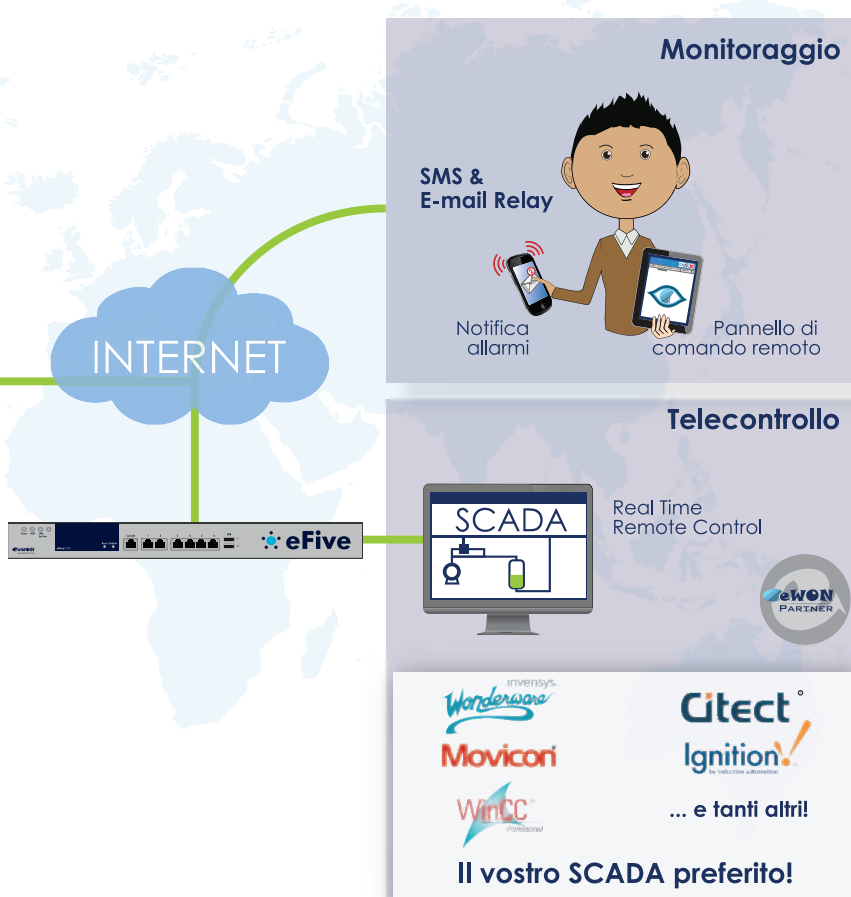 Monitoraggio
SMS &
E-mail Relay
Notifica
allarmi
Pannello di
comando remoto
INTERNET
Telecontrollo
SCADA
Real Time
Remote Control
eFive
eWON
PARTNER
invensys.
Wonderware
Citect
Movicon
Ignition!
by inductive automation
WinCC
Professional
... e tanti altri!
Il vostro SCADA preferito!